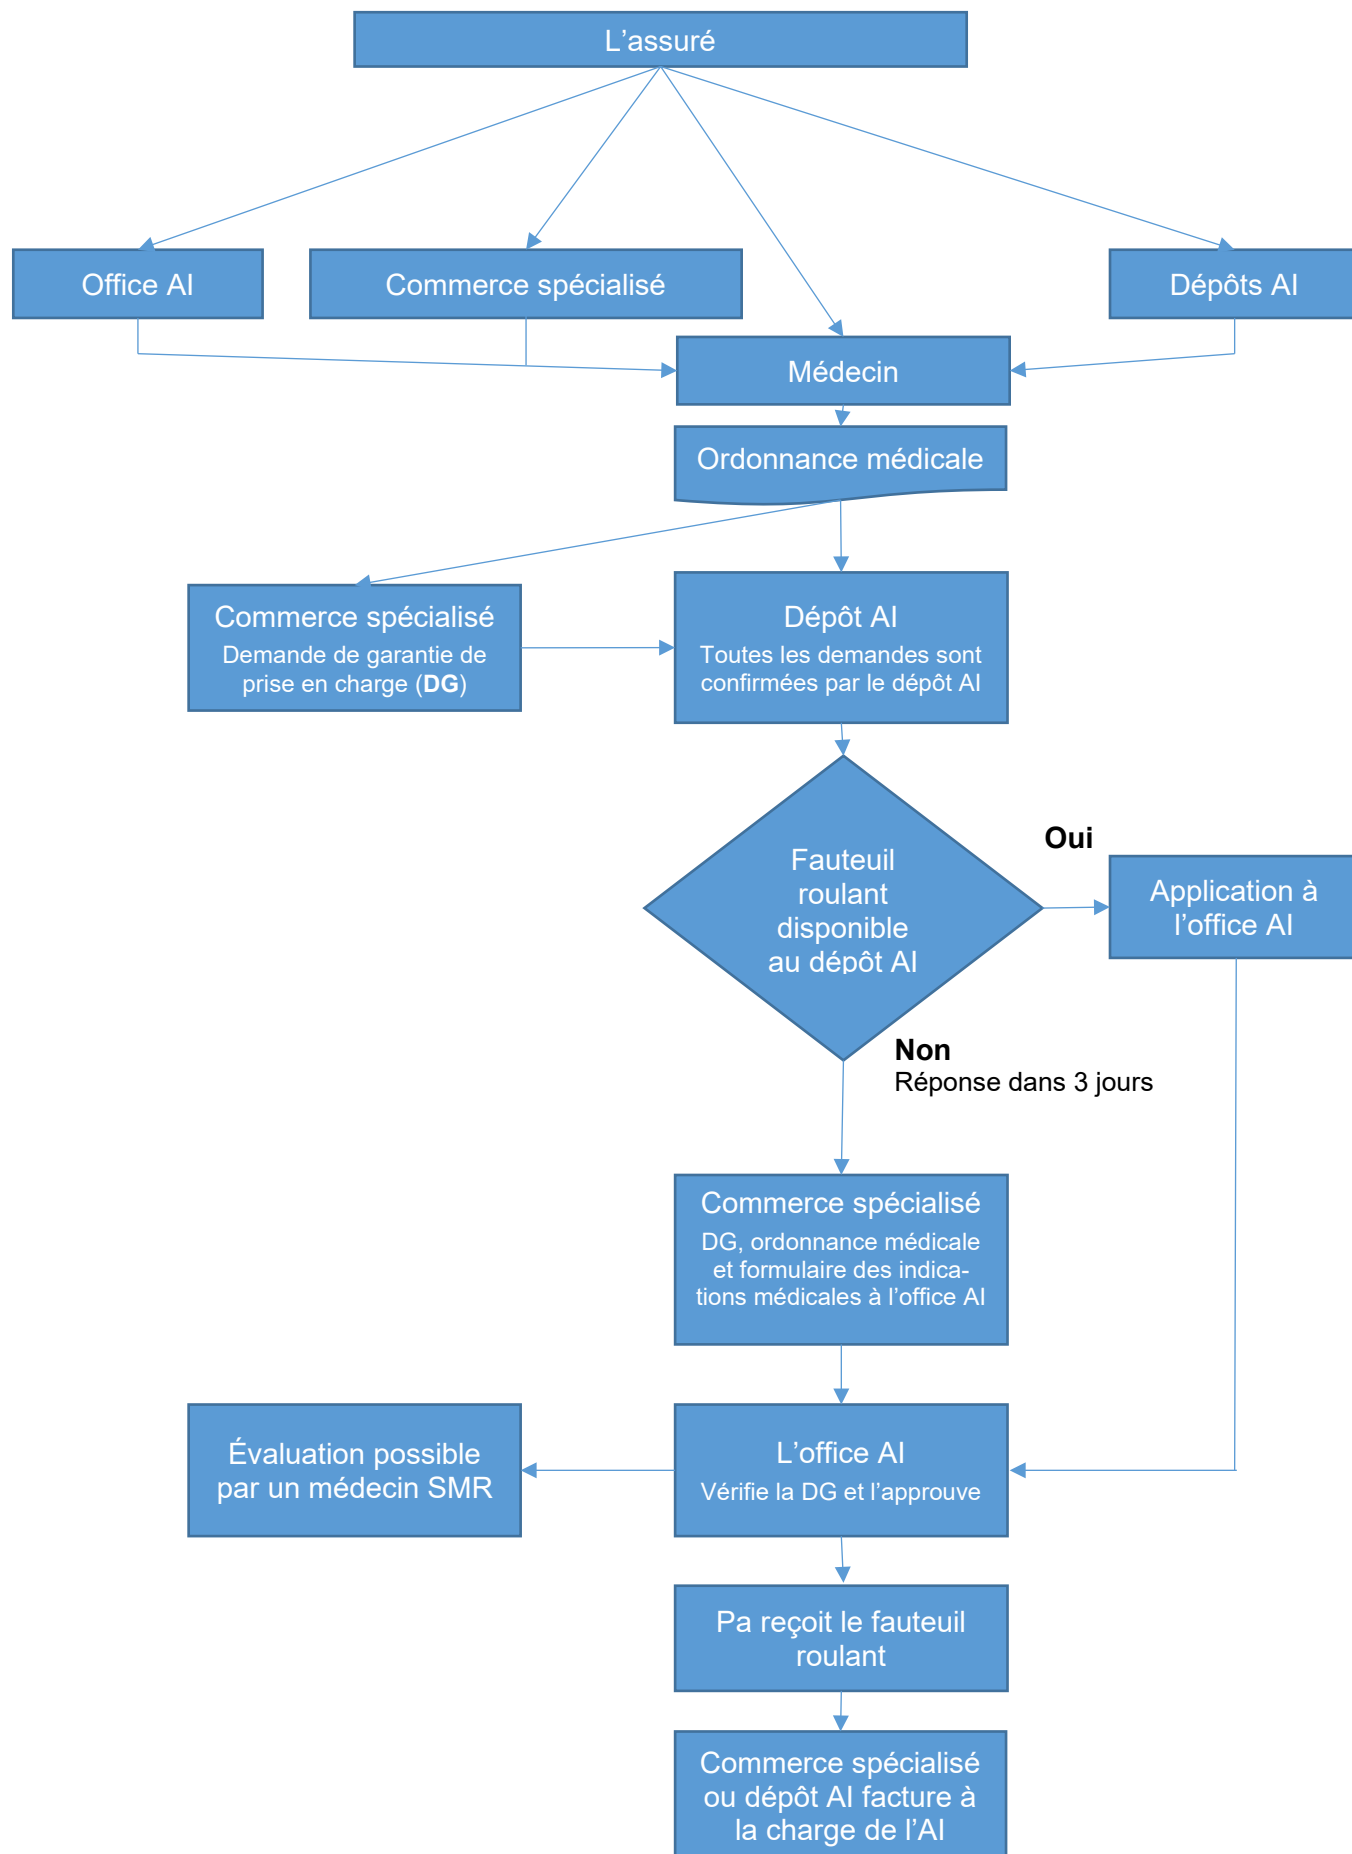 L’assuré
Office AI
Commerce spécialisé
Dépôts AI
Médecin
Ordonnance médicale
Commerce spécialisé
Demande de garantie de
prise en charge (DG)
Dépôt AI
Toutes les demandes sont
confirmées par le dépôt AI
Fauteuil
roulant
disponible
au dépôt AI
Oui
Application à
l’office AI
Non
Réponse dans 3 jours
Commerce spécialisé
DG, ordonnance médicale
et formulaire des indica-
tions médicales à l’office AI
Évaluation possible
par un médecin SMR
L’office AI
Vérifie la DG et l’approuve
Pa reçoit le fauteuil
roulant
Commerce spécialisé
ou dépôt AI facture à
la charge de l’AI